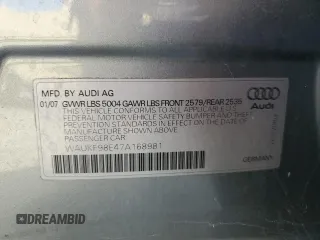 MFD. BY AUDI AG
01/07 GVWR LBS 5004 GAWR LBS FRONT 2579/REAR 2535
THIS VEHICLE CONFORMS TO ALL APPLICABLE U.S.
FEDERAL MOTOR VEHICLE SAFETY BUMPER AND THEFT
PREVENTION STANDARDS IN EFFECT ON THE DATE OF
MANUFACTURE SHOWN ABOVE.
PASSENGER CAR
Audi
WAUKF98E47A168981
GERMANY
DREAMBID